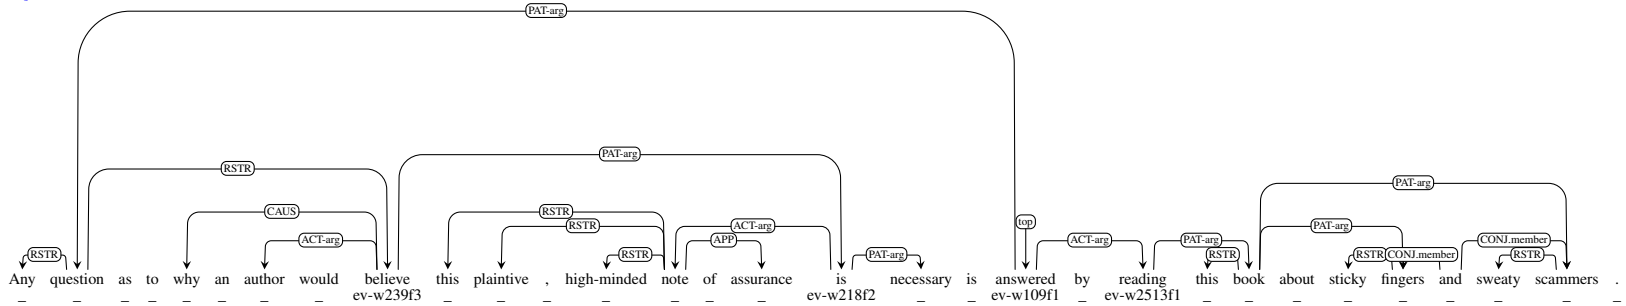 PAT-arg
PAT-arg
RSTR
PAT-arg
CAUS RSTR
RSTR ACT-arg PAT-arg top
ACT-arg APP ACT-arg PAT-arg CONJ.member
RSTR RSTR PAT-arg RSTR RSTR CONJ.member RSTR
Any question as to why an author would believe this plaintive , high-minded note of assurance is necessary is answered by reading this book about sticky fingers and sweaty scammers .
_ _ _ _ _ _ _ _ ev-w239f3 _ _ _ _ _ _ _ ev-w218f2 _ _ ev-w109f1 _ ev-w2513f1 _ _ _ _ _ _ _ _ _